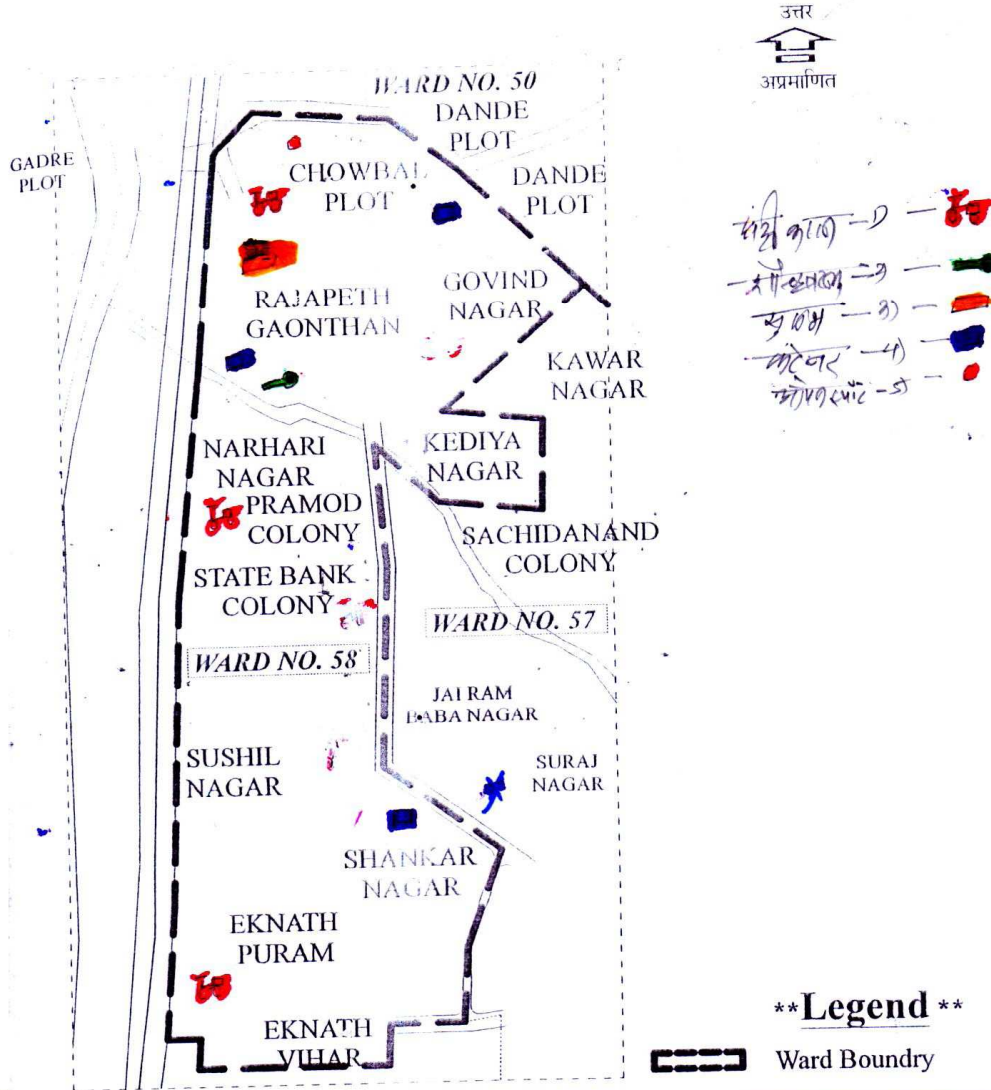 उत्तर
अप्रमाणित
WARD NO. 50
DANDE
PLOT
GADRE
PLOT
CHOWBAL
PLOT
DANDE
PLOT
RAJAPETH
GAONTHAN
GOVIND
NAGAR
KAWAR
NAGAR
NARHARI
NAGAR
KEDIYA
NAGAR
PRAMOD
COLONY
SACHIDANAND
COLONY
STATE BANK
COLONY
WARD NO. 57
WARD NO. 58
JAI RAM
BABA NAGAR
SUSHIL
NAGAR
SURAJ
NAGAR
SHANKAR
NAGAR
EKNATH
PURAM
EKNATH
VIHAR
**Legend **
Ward Boundry